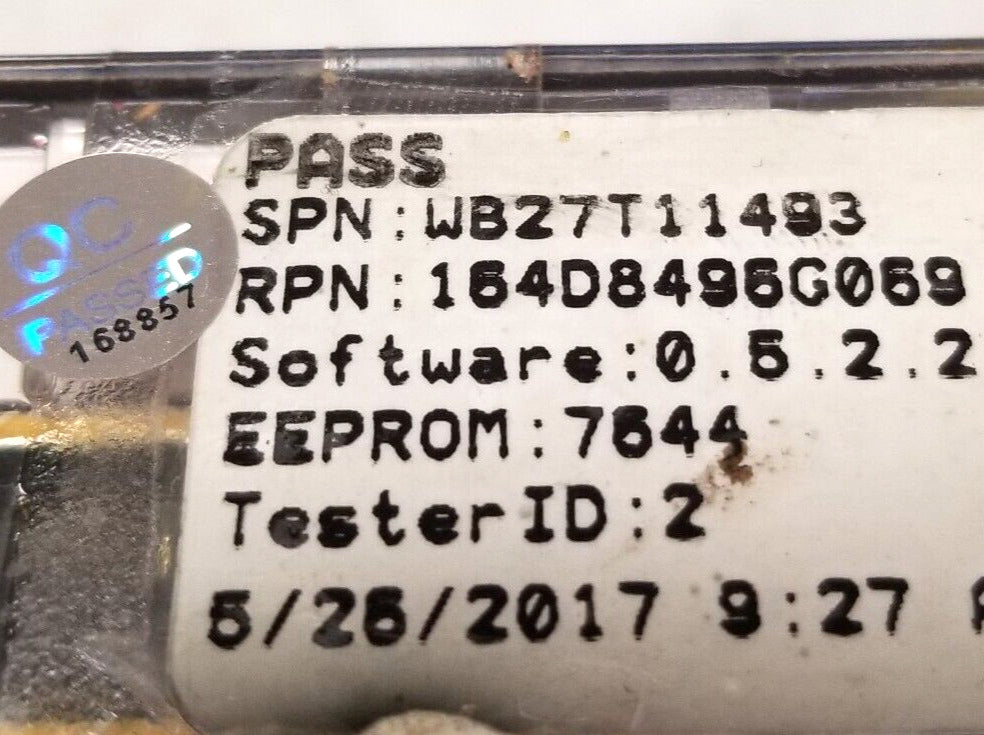 PASS
SPN:WB27T11493
RPN:164D8496G069
Software:0.5.2.2
EEPROM:7644
TesterID:2
5/26/2017 9:27
QC
PASSED
168857